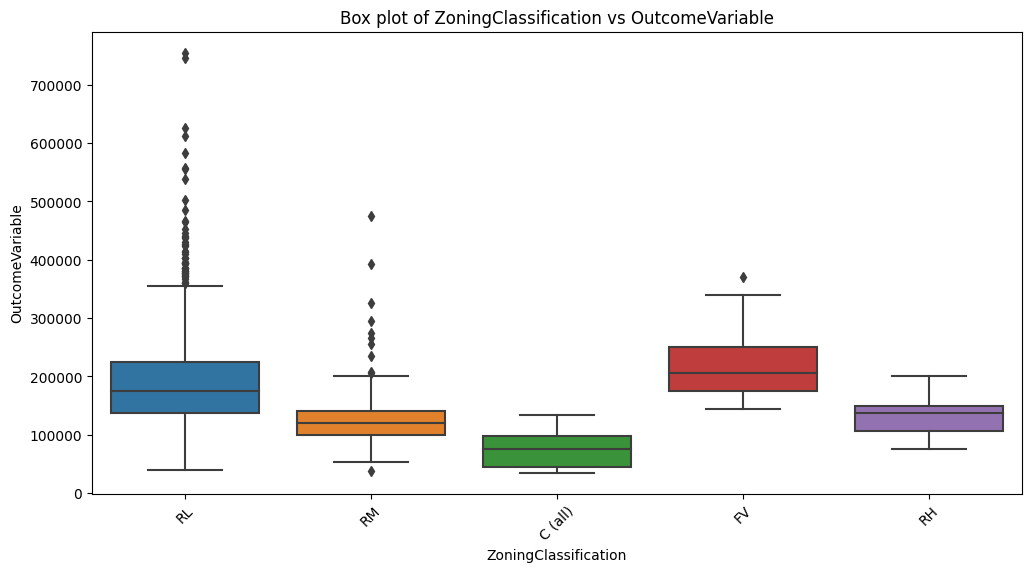 Box plot of ZoningClassification vs OutcomeVariable
OutcomeVariable
700000
600000
500000
400000
300000
200000
100000
0
RL
RM
C (all)
FV
RH
ZoningClassification